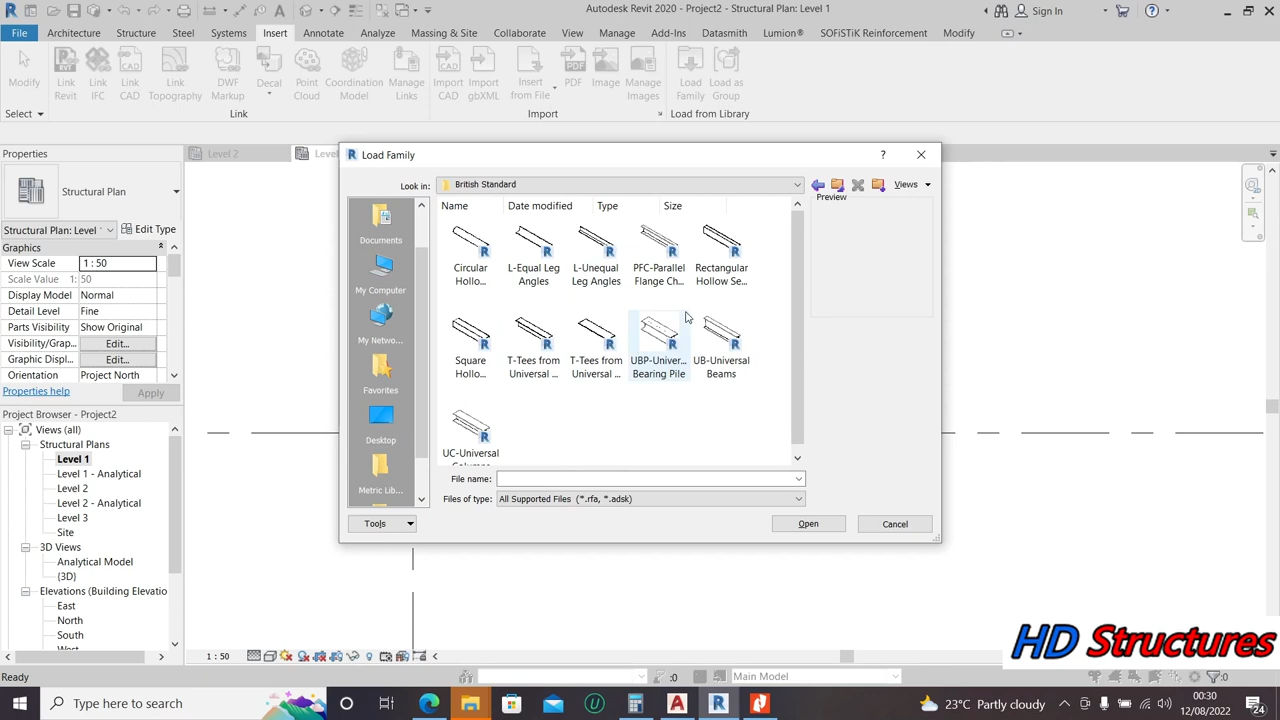 Autodesk Revit 2020 - Project2 - Structural Plan: Level 1
Sign In
File Architecture Structure Steel Systems Insert Annotate Analyze Massing & Site Collaborate View Manage Add-Ins Datasmith Lumion® SOFiSTiK Reinforcement Modify
Modify
Link Revit
Link IFC
Link CAD
Link Topography
DWF Markup
Decal
Point Cloud
Coordination Model
Manage Links
Import CAD
Import gbXML
Insert from File
PDF
Image
Manage Images
Load Family
Load as Group
Select
Link
Import
Load from Library
Properties
Level 2
Structural Plan
Structural Plan: Level
Edit Type
Graphics
View Scale 1 : 50
Scale Value 1: 50
Display Model Normal
Detail Level Fine
Parts Visibility Show Original
Visibility/Grap... Edit...
Graphic Displ... Edit...
Orientation Project North
Properties help
Apply
Project Browser - Project2
Views (all)
Structural Plans
Level 1
Level 1 - Analytical
Level 2
Level 2 - Analytical
Level 3
Site
3D Views
Analytical Model
(3D)
Elevations (Building Elevatio
East
North
South
West
Load Family
Look in: British Standard
Views
Preview
Name Date modified Type Size
Documents
My Computer
My Netwo...
Favorites
Desktop
Metric Lib...
Circular Hollo...
L-Equal Leg Angles
L-Unequal Leg Angles
PFC-Parallel Flange Ch...
Rectangular Hollow Se...
Square Hollo...
T-Tees from Universal ...
T-Tees from Universal ...
UBP-Univer... Bearing Pile
UB-Universal Beams
UC-Universal Columns
File name:
Files of type: All Supported Files (*.rfa, *.adsk)
Tools
Open
Cancel
1 : 50
HD Structures
Ready
:0
Main Model
:0
Type here to search
23°C Partly cloudy
00:30
12/08/2022
24